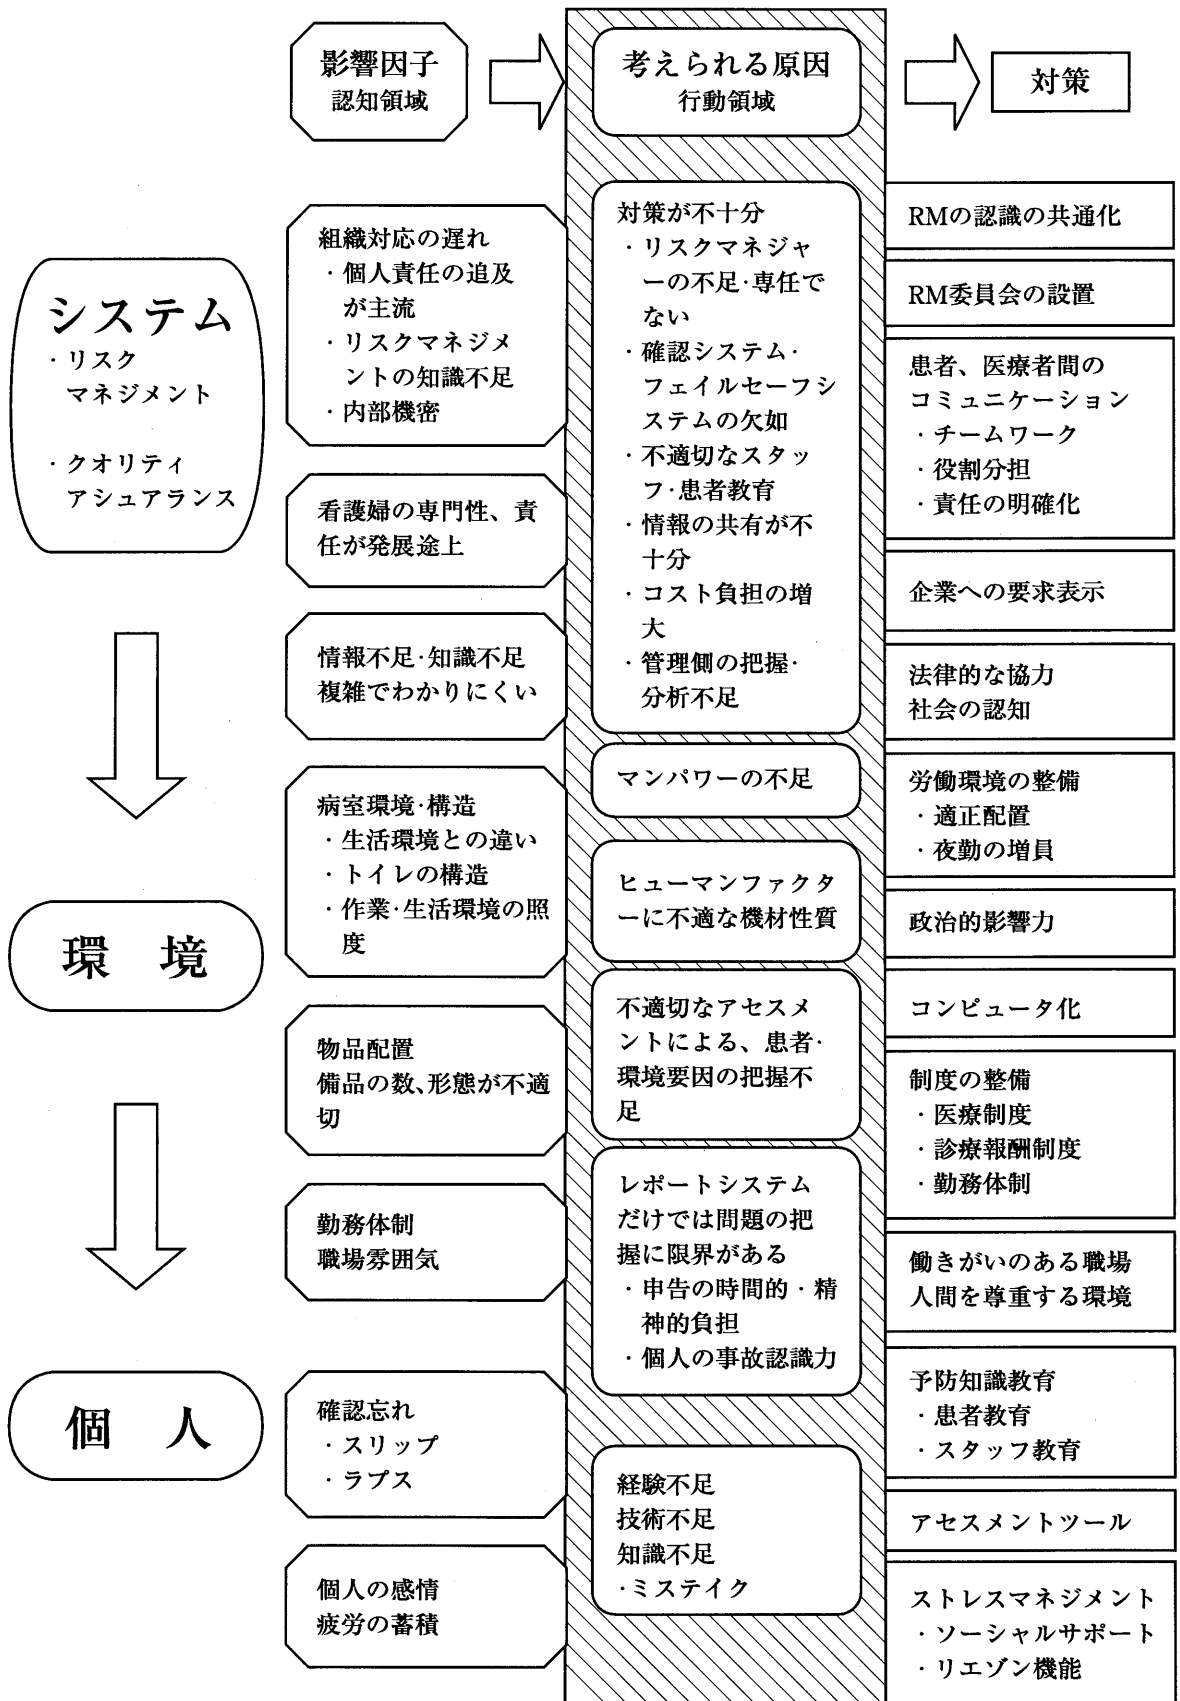 影響因子
認知領域
考えられる原因
行動領域
対策
システム
・リスク
マネジメント
・クオリティ
アシュアランス
環　境
個　人
組織対応の遅れ
・個人責任の追及
が主流
・リスクマネジメ
ントの知識不足
・内部機密
看護婦の専門性、責
任が発展途上
情報不足・知識不足
複雑でわかりにくい
病室環境・構造
・生活環境との違い
・トイレの構造
・作業・生活環境の照
度
物品配置
備品の数、形態が不適
切
勤務体制
職場雰囲気
確認忘れ
・スリップ
・ラプス
個人の感情
疲労の蓄積
対策が不十分
・リスクマネジャ
ーの不足・専任で
ない
・確認システム・
フェイルセーフシ
ステムの欠如
・不適切なスタッ
フ・患者教育
・情報の共有が不
十分
・コスト負担の増
大
・管理側の把握・
分析不足
マンパワーの不足
ヒューマンファクタ
ーに不適な機材性質
不適切なアセスメ
ントによる、患者・
環境要因の把握不
足
レポートシステム
だけでは問題の把
握に限界がある
・申告の時間的・精
神的負担
・個人の事故認識力
経験不足
技術不足
知識不足
・ミステイク
RMの認識の共通化
RM委員会の設置
患者、医療者間の
コミュニケーション
・チームワーク
・役割分担
・責任の明確化
企業への要求表示
法律的な協力
社会の認知
労働環境の整備
・適正配置
・夜勤の増員
政治的影響力
コンピュータ化
制度の整備
・医療制度
・診療報酬制度
・勤務体制
働きがいのある職場
人間を尊重する環境
予防知識教育
・患者教育
・スタッフ教育
アセスメントツール
ストレスマネジメント
・ソーシャルサポート
・リエゾン機能